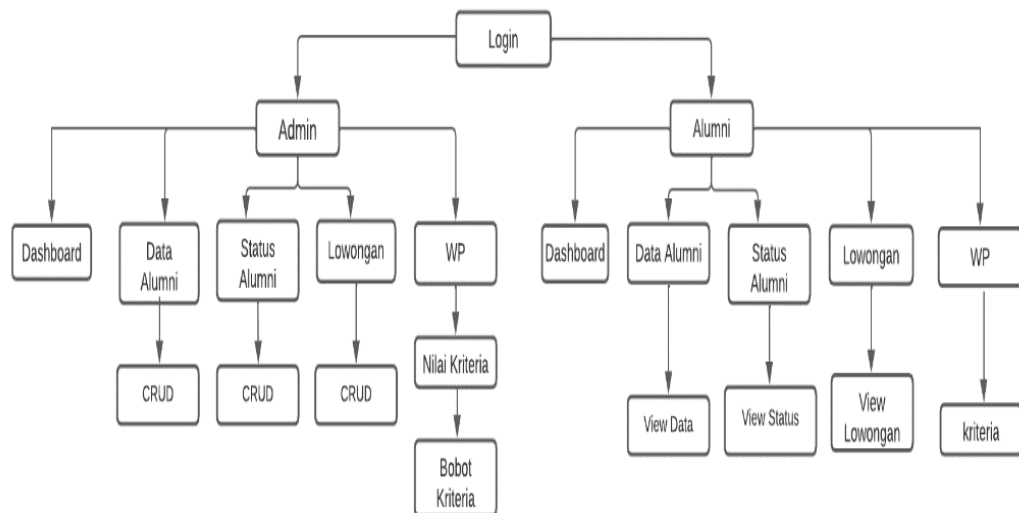 Login
Admin
Alumni
Dashboard
Data
Alumni
Status
Alumni
Lowongan
WP
Dashboard
Data Alumni
Status
Alumni
Lowongan
WP
CRUD
CRUD
CRUD
Nilai Kriteria
View Data
View Status
View
Lowongan
kriteria
Bobot
Kriteria